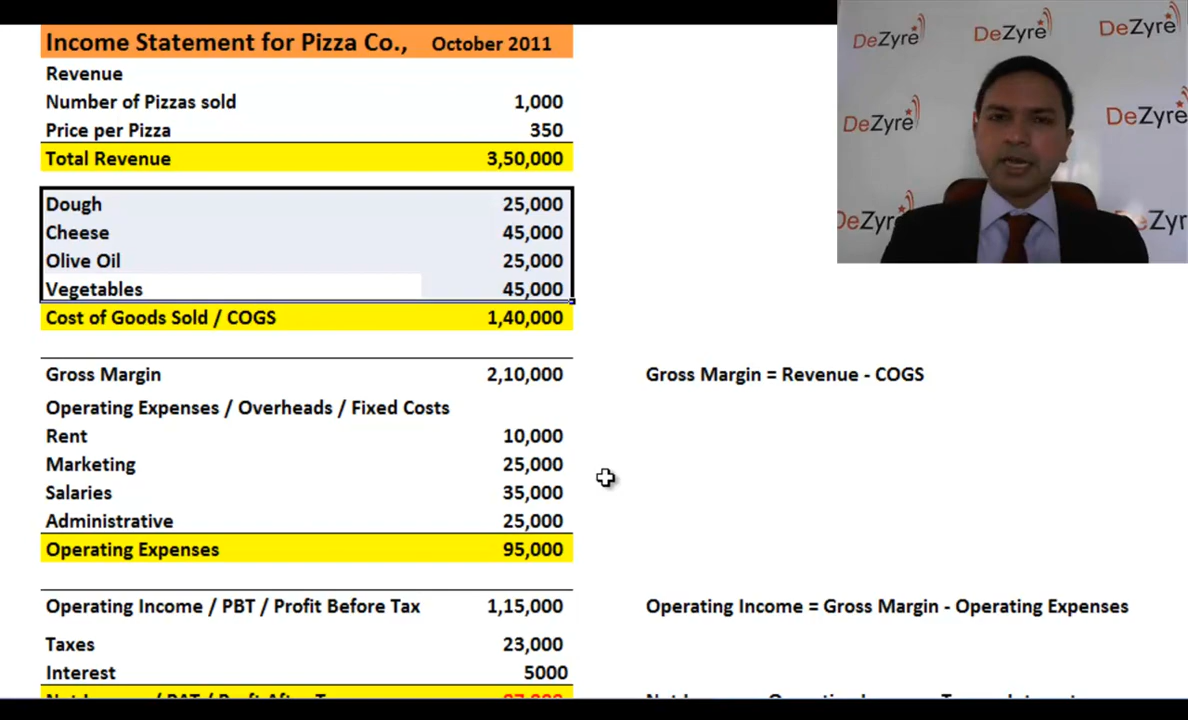 Income Statement for Pizza Co., October 2011
Revenue
Number of Pizzas sold 1,000
Price per Pizza 350
Total Revenue 3,50,000
Dough 25,000
Cheese 45,000
Olive Oil 25,000
Vegetables 45,000
Cost of Goods Sold / COGS 1,40,000
Gross Margin 2,10,000 Gross Margin = Revenue - COGS
Operating Expenses / Overheads / Fixed Costs
Rent 10,000
Marketing 25,000
Salaries 35,000
Administrative 25,000
Operating Expenses 95,000
Operating Income / PBT / Profit Before Tax 1,15,000 Operating Income = Gross Margin - Operating Expenses
Taxes 23,000
Interest 5000
DeZyre DeZyre DeZyre
DeZyre DeZyre